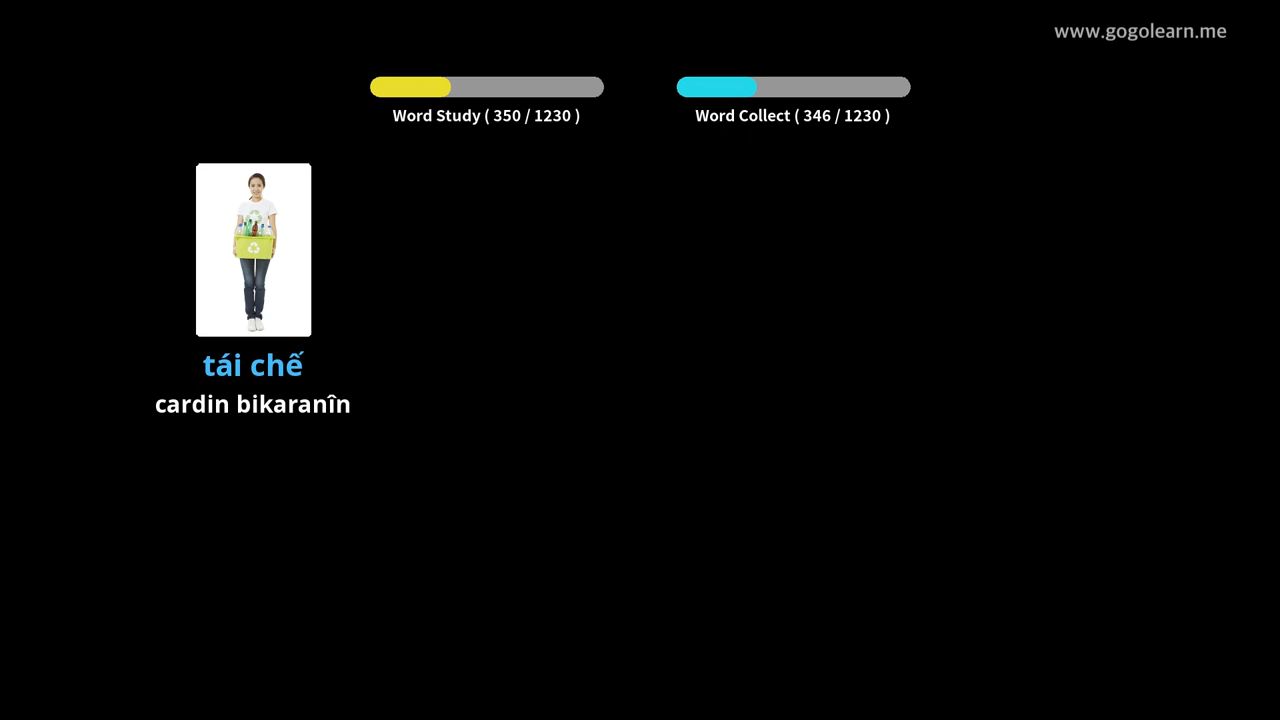 www.gogolearn.me
Word Study ( 350 / 1230 )
Word Collect ( 346 / 1230 )
tái chế
cardin bikaranîn